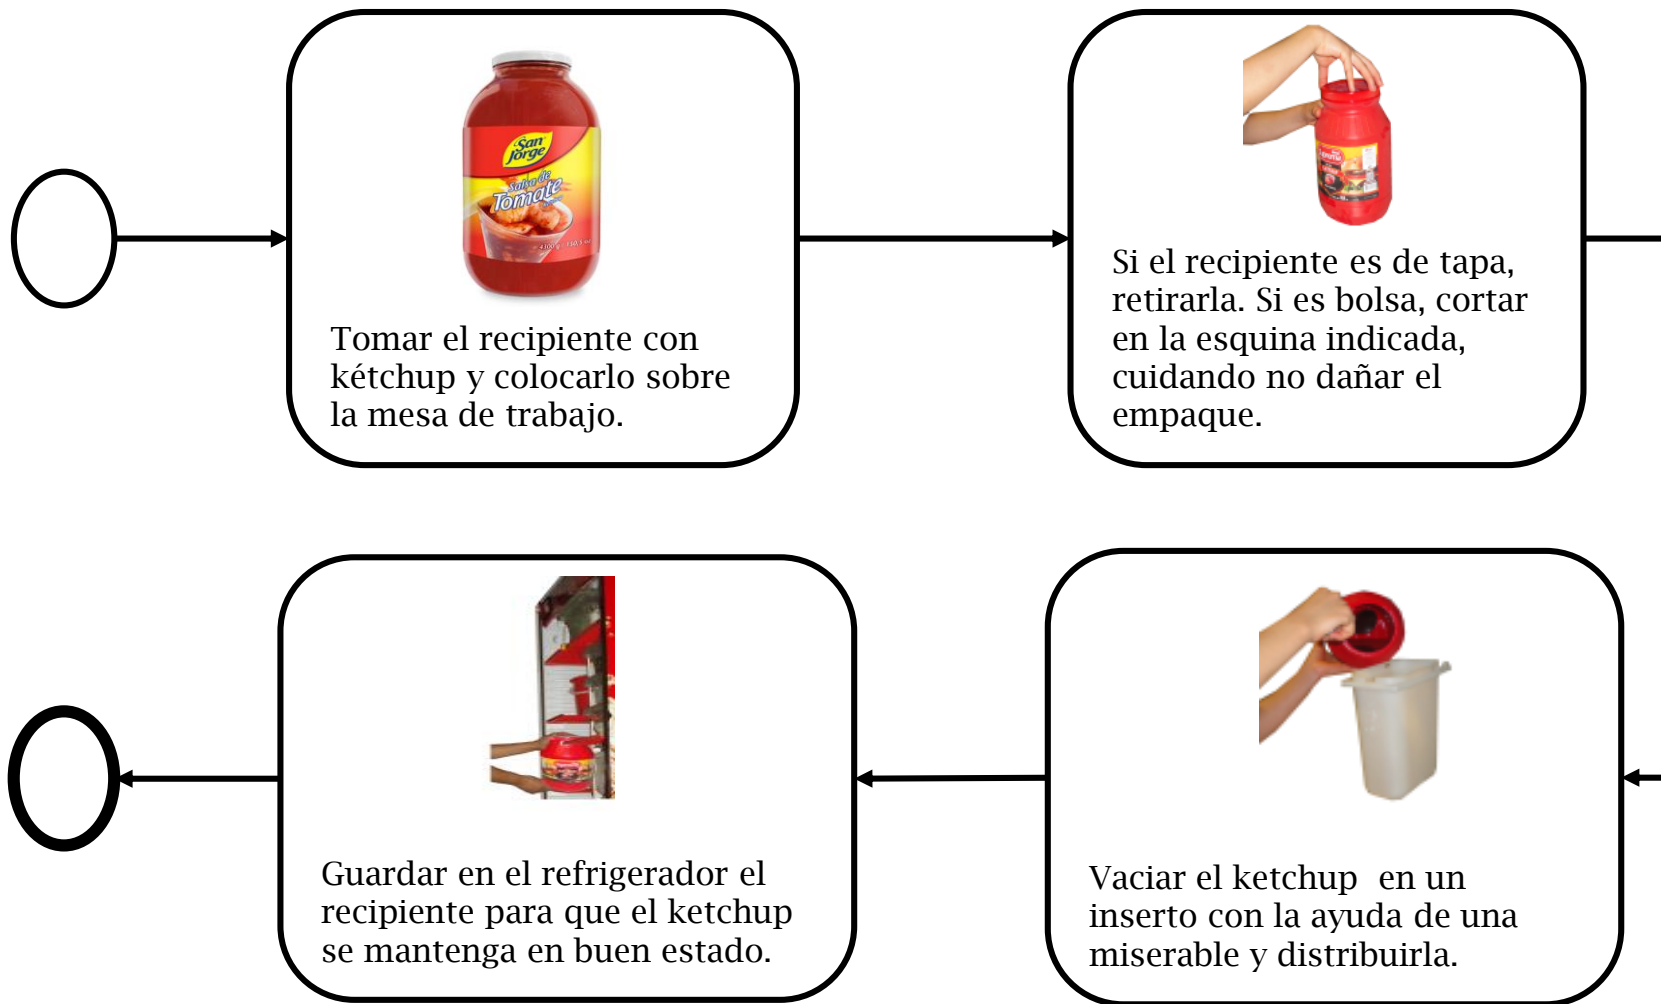 San
Jorge
Salsa de
Tomate
Tomar el recipiente con
kétchup y colocarlo sobre
la mesa de trabajo.
Si el recipiente es de tapa,
retirarla. Si es bolsa, cortar
en la esquina indicada,
cuidando no dañar el
empaque.
Guardar en el refrigerador el
recipiente para que el ketchup
se mantenga en buen estado.
Vaciar el ketchup  en un
inserto con la ayuda de una
miserable y distribuirla.